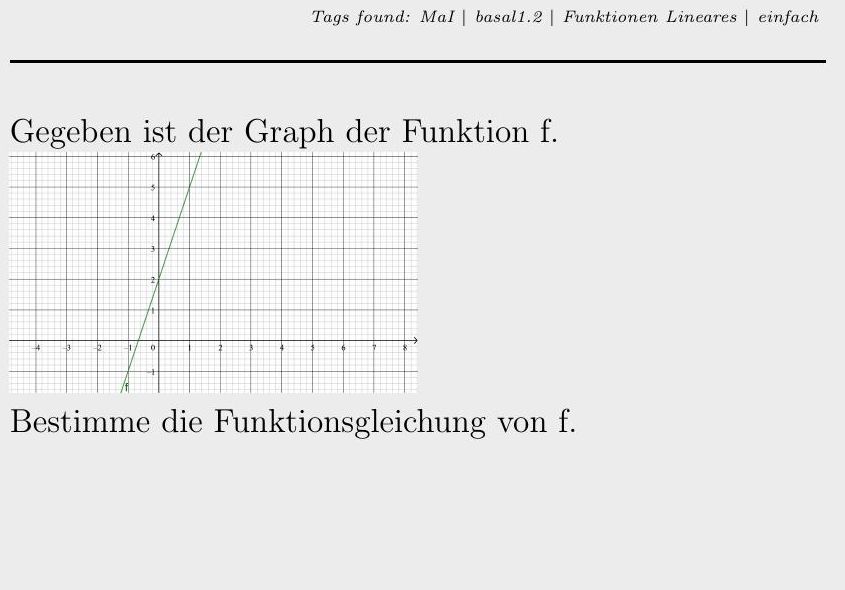 Tags found: MaI | basal1.2 | Funktionen Lineares | einfach
Gegeben ist der Graph der Funktion f.
6
5
4
3
2
1
-4 -3 -2 -1 0 1 2 3 4 5 6 7 8
-1
f
Bestimme die Funktionsgleichung von f.